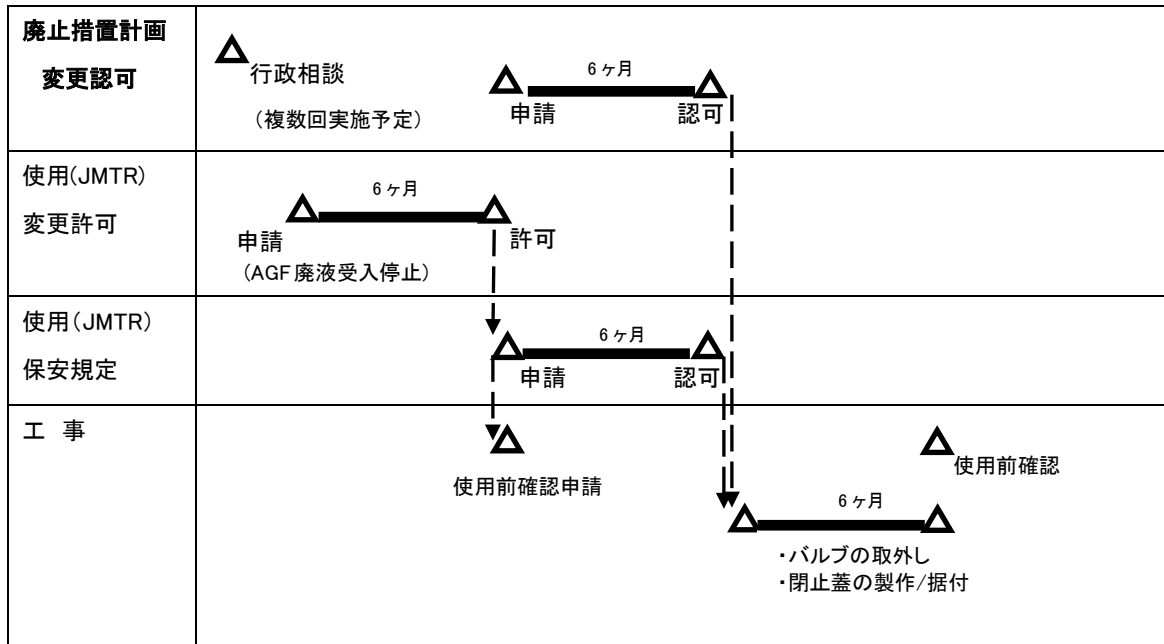 廃止措置計画
変更認可
行政相談
（複数回実施予定）
6ヶ月
申請
認可
使用(JMTR)
変更許可
6ヶ月
申請
許可
（AGF廃液受入停止）
使用(JMTR)
保安規定
6ヶ月
申請
認可
工 事
使用前確認申請
使用前確認
6ヶ月
・バルブの取外し
・閉止蓋の製作/据付